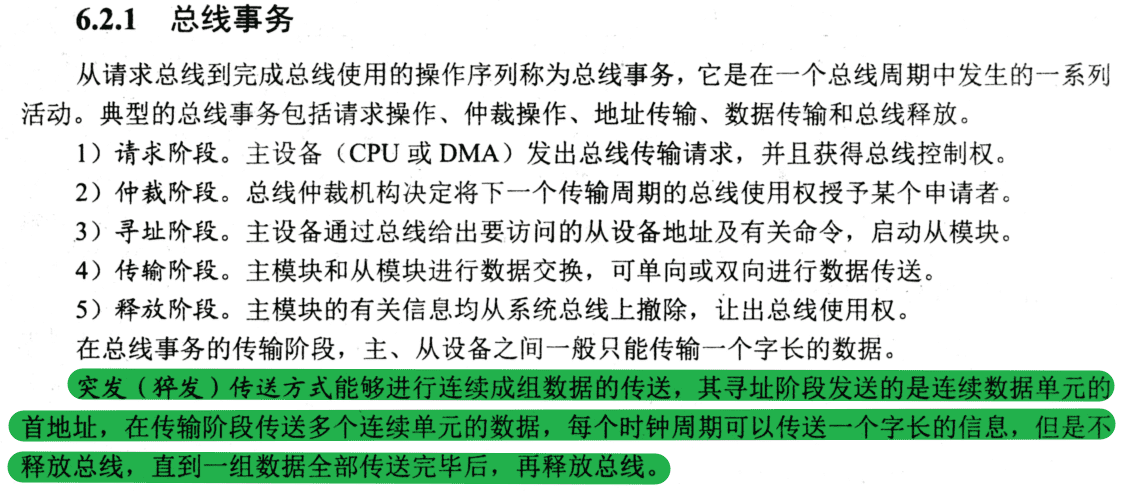 6.2.1 总线事务
从请求总线到完成总线使用的操作序列称为总线事务，它是在一个总线周期中发生的一系列
活动。典型的总线事务包括请求操作、仲裁操作、地址传输、数据传输和总线释放。
1）请求阶段。主设备（CPU 或 DMA）发出总线传输请求，并且获得总线控制权。
2）仲裁阶段。总线仲裁机构决定将下一个传输周期的总线使用权授予某个申请者。
3）寻址阶段。主设备通过总线给出要访问的从设备地址及有关命令，启动从模块。
4）传输阶段。主模块和从模块进行数据交换，可单向或双向进行数据传送。
5）释放阶段。主模块的有关信息均从系统总线上撤除，让出总线使用权。
在总线事务的传输阶段，主、从设备之间一般只能传输一个字长的数据。
突发（猝发）传送方式能够进行连续成组数据的传送，其寻址阶段发送的是连续数据单元的
首地址，在传输阶段传送多个连续单元的数据，每个时钟周期可以传送一个字长的信息，但是不
释放总线，直到一组数据全部传送完毕后，再释放总线。